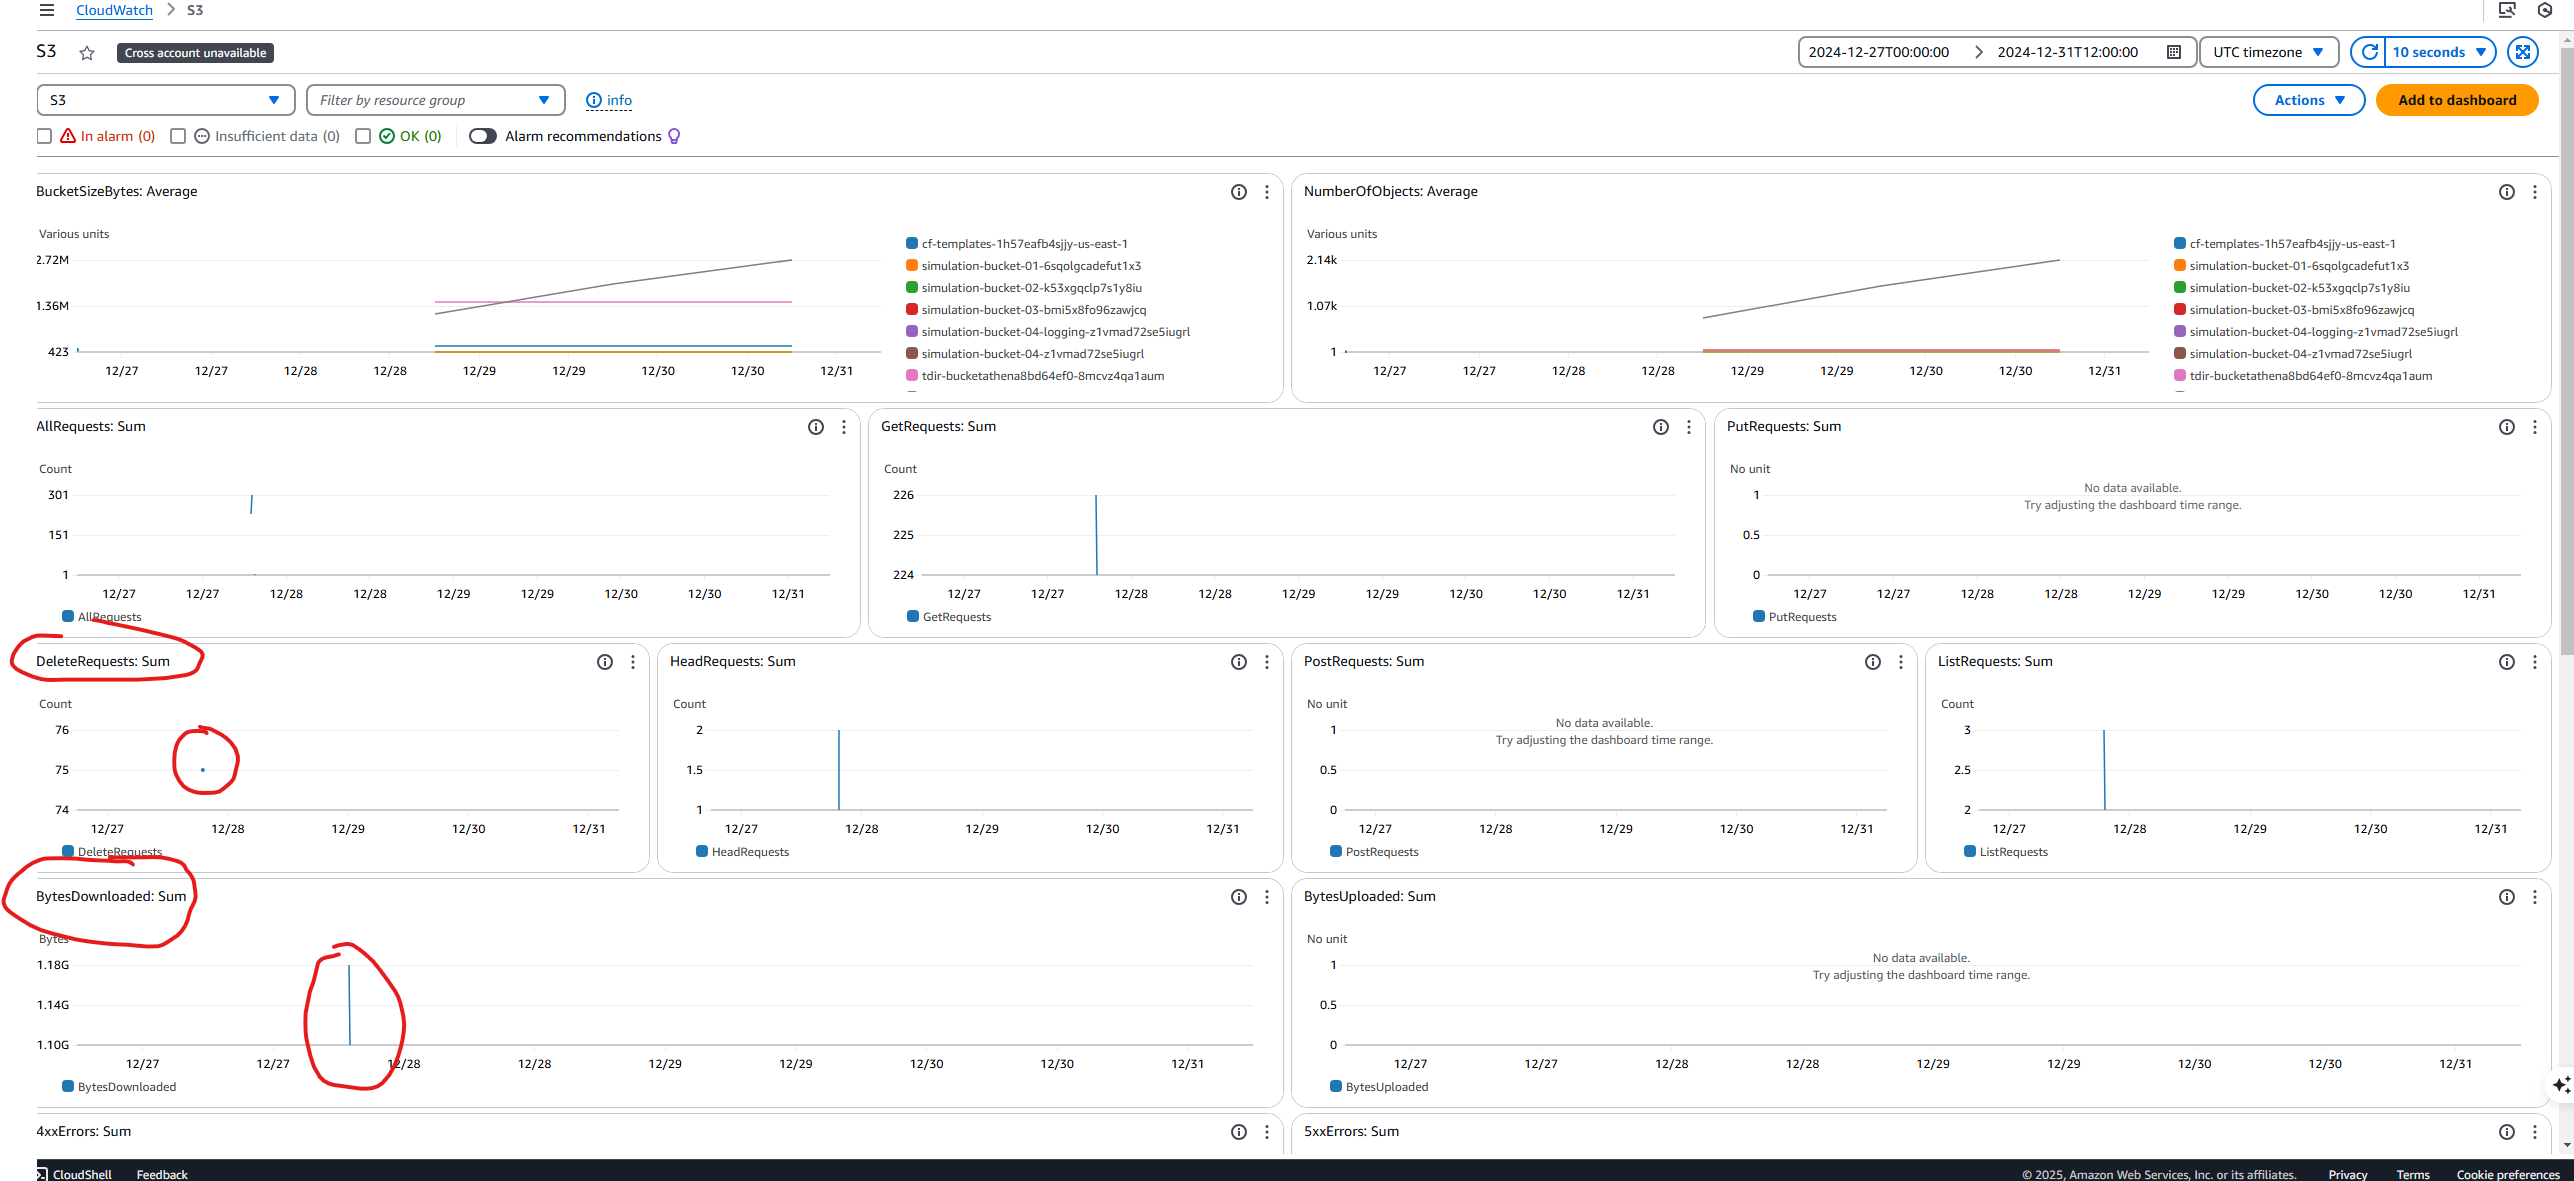 CloudWatch > S3
S3 Cross account unavailable 2024-12-27T00:00:00 > 2024-12-31T12:00:00 UTC timezone 10 seconds
S3 Filter by resource group info Actions Add to dashboard
In alarm (0) Insufficient data (0) OK (0) Alarm recommendations
BucketSizeBytes: Average
Various units
2.72M
1.36M
423
12/27 12/27 12/28 12/28 12/29 12/29 12/30 12/30 12/31
cf-templates-1h57eafb4sjjy-us-east-1
simulation-bucket-01-6sqolgcadefut1x3
simulation-bucket-02-k53xgqclp7s1y8iu
simulation-bucket-03-bmi5x8fo96zawjcq
simulation-bucket-04-logging-z1vmad72se5iugrl
simulation-bucket-04-z1vmad72se5iugrl
tdir-bucketathena8bd64ef0-8mcvz4qa1aum
NumberOfObjects: Average
Various units
2.14k
1.07k
1
12/27 12/27 12/28 12/28 12/29 12/29 12/30 12/30 12/31
cf-templates-1h57eafb4sjjy-us-east-1
simulation-bucket-01-6sqolgcadefut1x3
simulation-bucket-02-k53xgqclp7s1y8iu
simulation-bucket-03-bmi5x8fo96zawjcq
simulation-bucket-04-logging-z1vmad72se5iugrl
simulation-bucket-04-z1vmad72se5iugrl
tdir-bucketathena8bd64ef0-8mcvz4qa1aum
AllRequests: Sum
Count
301
151
1
12/27 12/27 12/28 12/28 12/29 12/29 12/30 12/30 12/31
AllRequests
GetRequests: Sum
Count
226
225
224
12/27 12/27 12/28 12/28 12/29 12/29 12/30 12/30 12/31
GetRequests
PutRequests: Sum
No unit
1
0.5
0
No data available.
Try adjusting the dashboard time range.
12/27 12/27 12/28 12/28 12/29 12/29 12/30 12/30 12/31
PutRequests
DeleteRequests: Sum
Count
76
75
74
12/27 12/28 12/29 12/30 12/31
DeleteRequests
HeadRequests: Sum
Count
2
1.5
1
12/27 12/28 12/29 12/30 12/31
HeadRequests
PostRequests: Sum
No unit
1
0.5
0
No data available.
Try adjusting the dashboard time range.
12/27 12/28 12/29 12/30 12/31
PostRequests
ListRequests: Sum
Count
3
2.5
2
12/27 12/28 12/29 12/30 12/31
ListRequests
BytesDownloaded: Sum
Bytes
1.18G
1.14G
1.10G
12/27 12/27 12/28 12/28 12/29 12/29 12/30 12/30 12/31
BytesDownloaded
BytesUploaded: Sum
No unit
1
0.5
0
No data available.
Try adjusting the dashboard time range.
12/27 12/27 12/28 12/28 12/29 12/29 12/30 12/30 12/31
BytesUploaded
4xxErrors: Sum
5xxErrors: Sum
CloudShell Feedback © 2025, Amazon Web Services, Inc. or its affiliates. Privacy Terms Cookie preferences